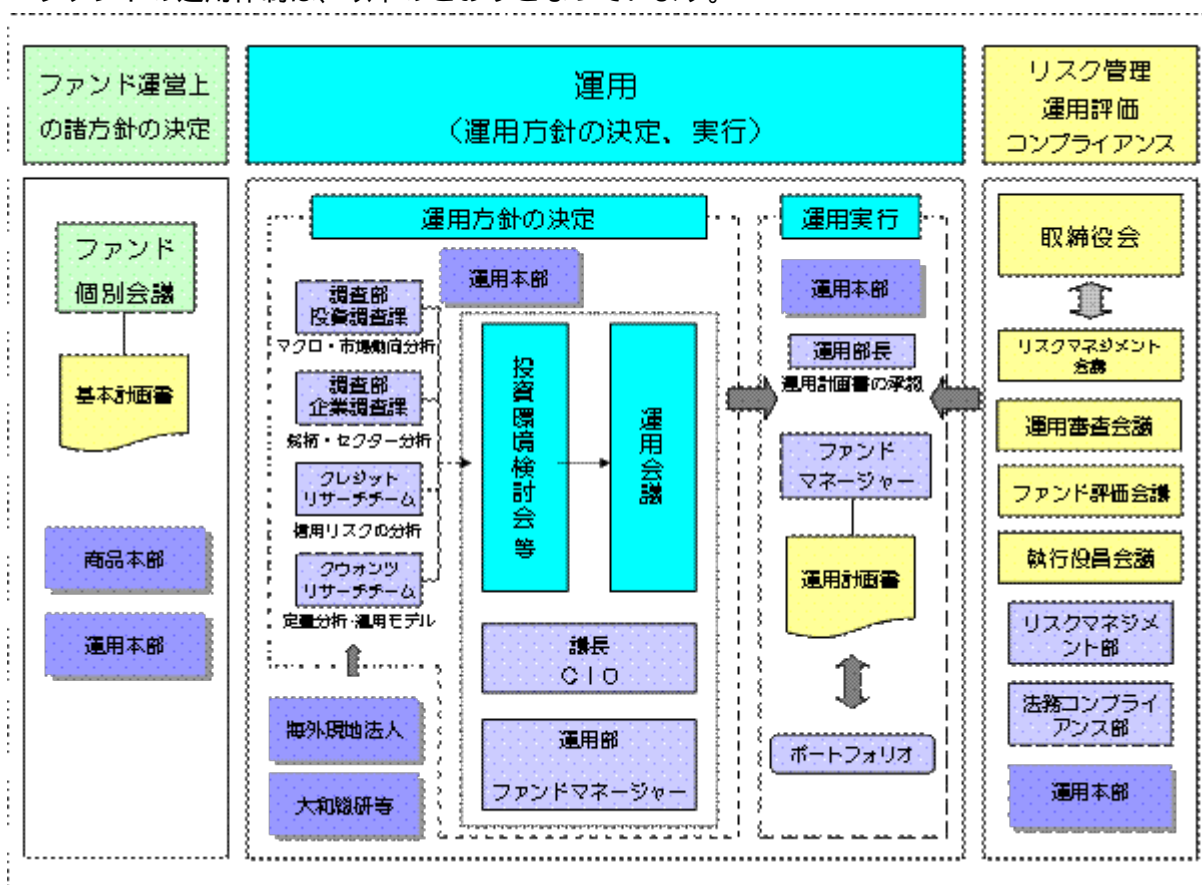 ファンド運営上
の諸方針の決定
運用
（運用方針の決定、実行）
リスク管理
運用評価
コンプライアンス
ファンド
個別会議
基本計画書
商品本部
運用本部
運用方針の決定
運用本部
調査部
投資調査課
マクロ・市場動向分析
調査部
企業調査課
銘柄・セクター分析
クレジット
リサーチチーム
信用リスクの分析
クウォンツ
リサーチチーム
定量分析・運用モデル
海外現地法人
大和総研等
投資環境検討会 等
運用会議
議長
ＣＩＯ
運用部
ファンドマネージャー
運用実行
運用本部
運用部長
運用計画書の承認
ファンド
マネージャー
運用計画書
ポートフォリオ
取締役会
リスクマネジメント
会議
運用審査会議
ファンド評価会議
執行役員会議
リスクマネジメ
ント部
法務コンプライ
アンス部
運用本部